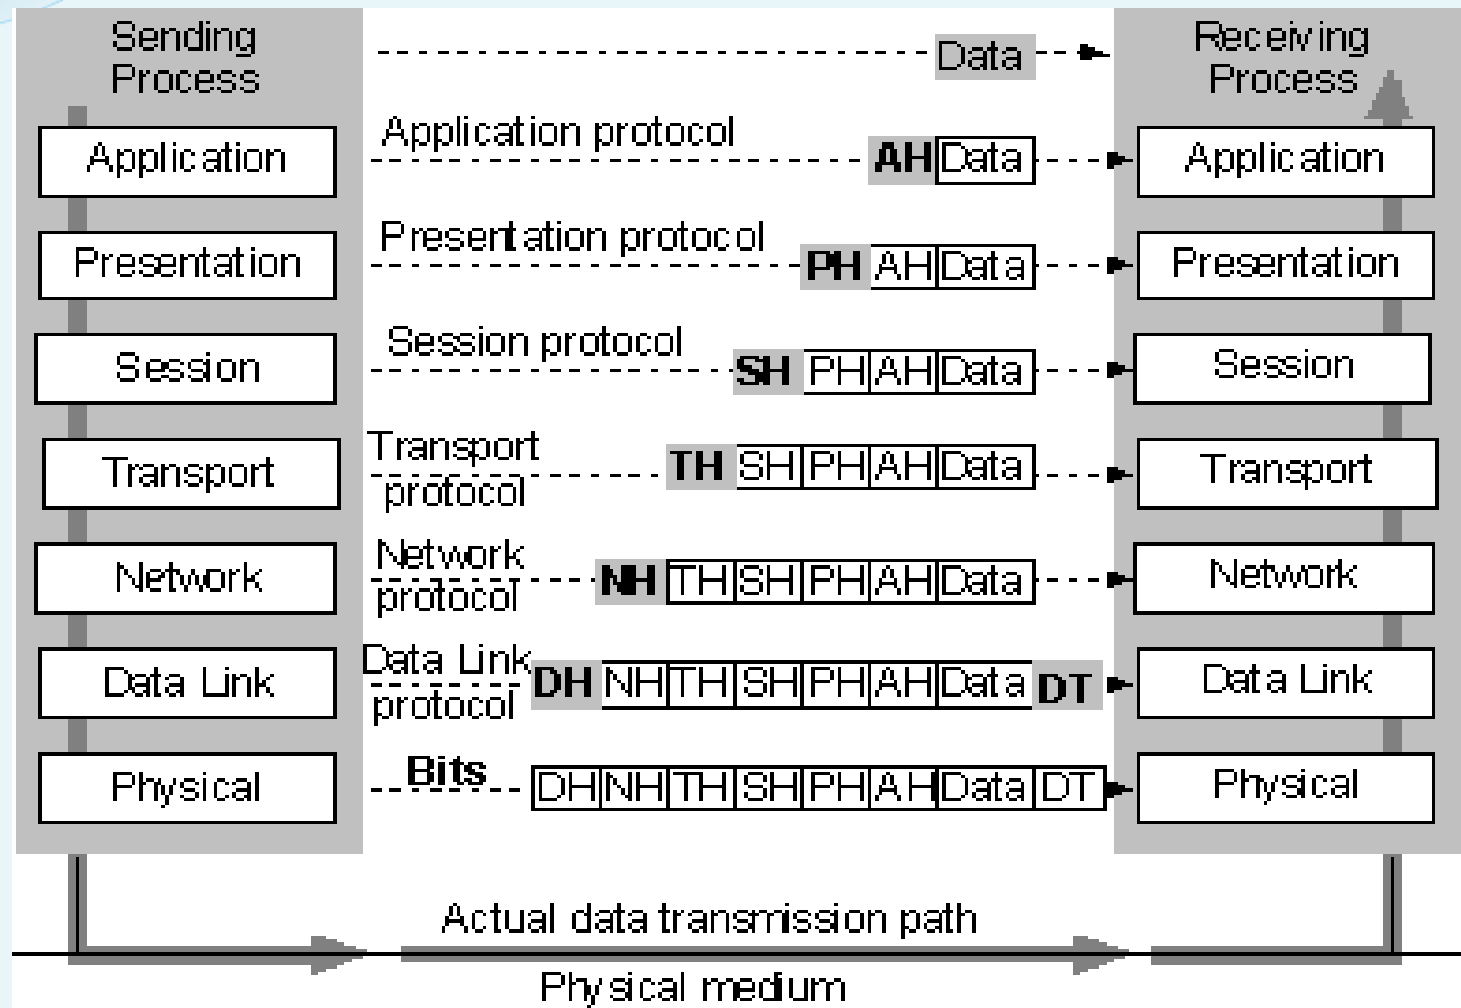 Sending
Process
Data
Receiving
Process
Application
Application protocol
AH Data
Application
Presentation
Presentation protocol
PH AH Data
Presentation
Session
Session protocol
SH PH AH Data
Session
Transport
Transport
protocol
TH SH PH AH Data
Transport
Network
Network
protocol
NH TH SH PH AH Data
Network
Data Link
Data Link
protocol
DH NH TH SH PH AH Data DT
Data Link
Physical
Bits
DH NH TH SH PH AH Data DT
Physical
Actual data transmission path
Physical medium